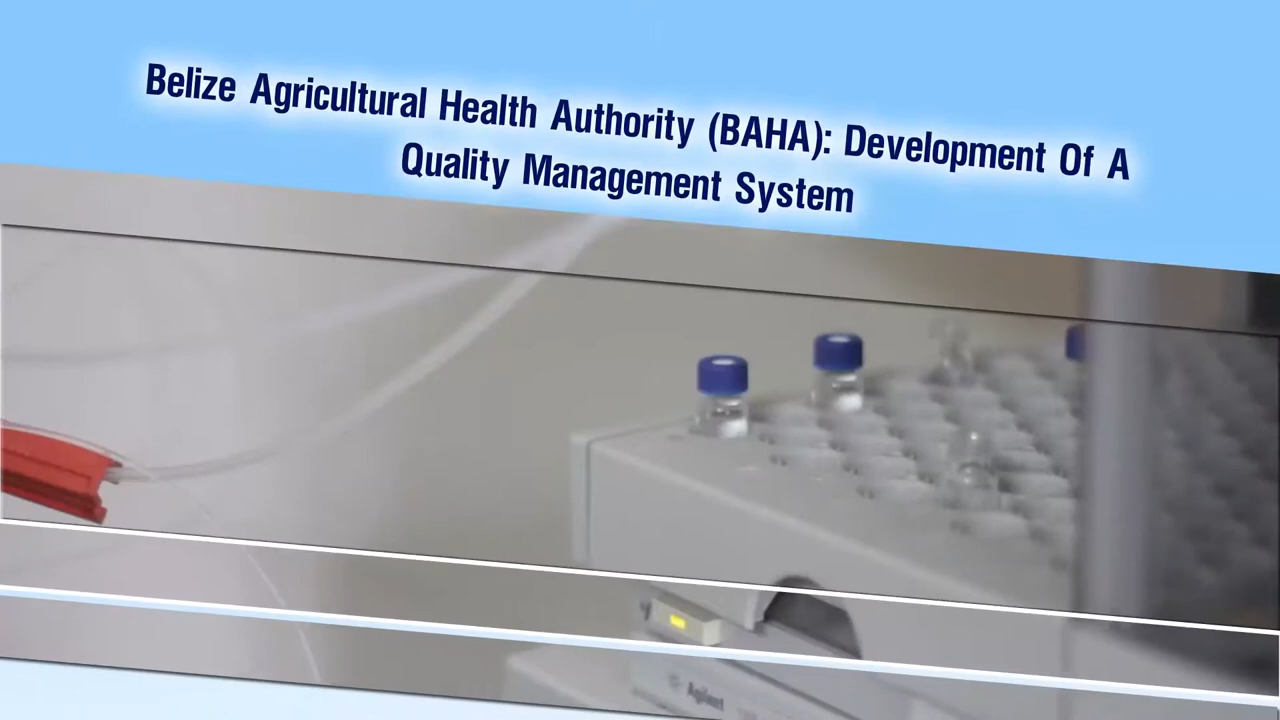 Belize Agricultural Health Authority (BAHA): Development Of A
Quality Management System
Agilent